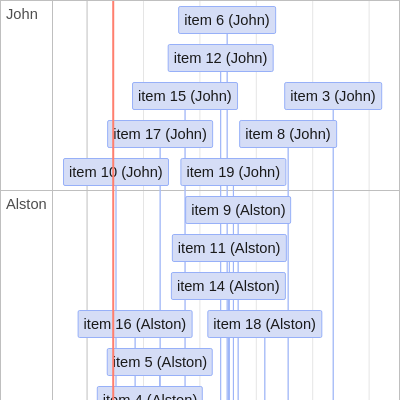 John
item 6 (John)
item 12 (John)
item 15 (John)
item 3 (John)
item 17 (John)
item 8 (John)
item 10 (John)
item 19 (John)
Alston
item 9 (Alston)
item 11 (Alston)
item 14 (Alston)
item 16 (Alston)
item 18 (Alston)
item 5 (Alston)
item 4 (Alston)